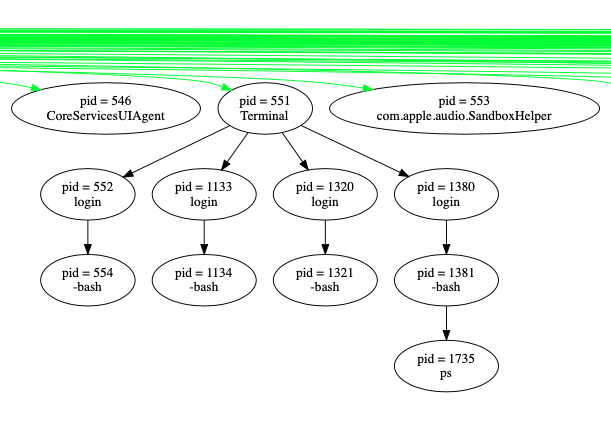 pid = 546
CoreServicesUIAgent
pid = 551
Terminal
pid = 553
com.apple.audio.SandboxHelper
pid = 552
login
pid = 1133
login
pid = 1320
login
pid = 1380
login
pid = 554
-bash
pid = 1134
-bash
pid = 1321
-bash
pid = 1381
-bash
pid = 1735
ps